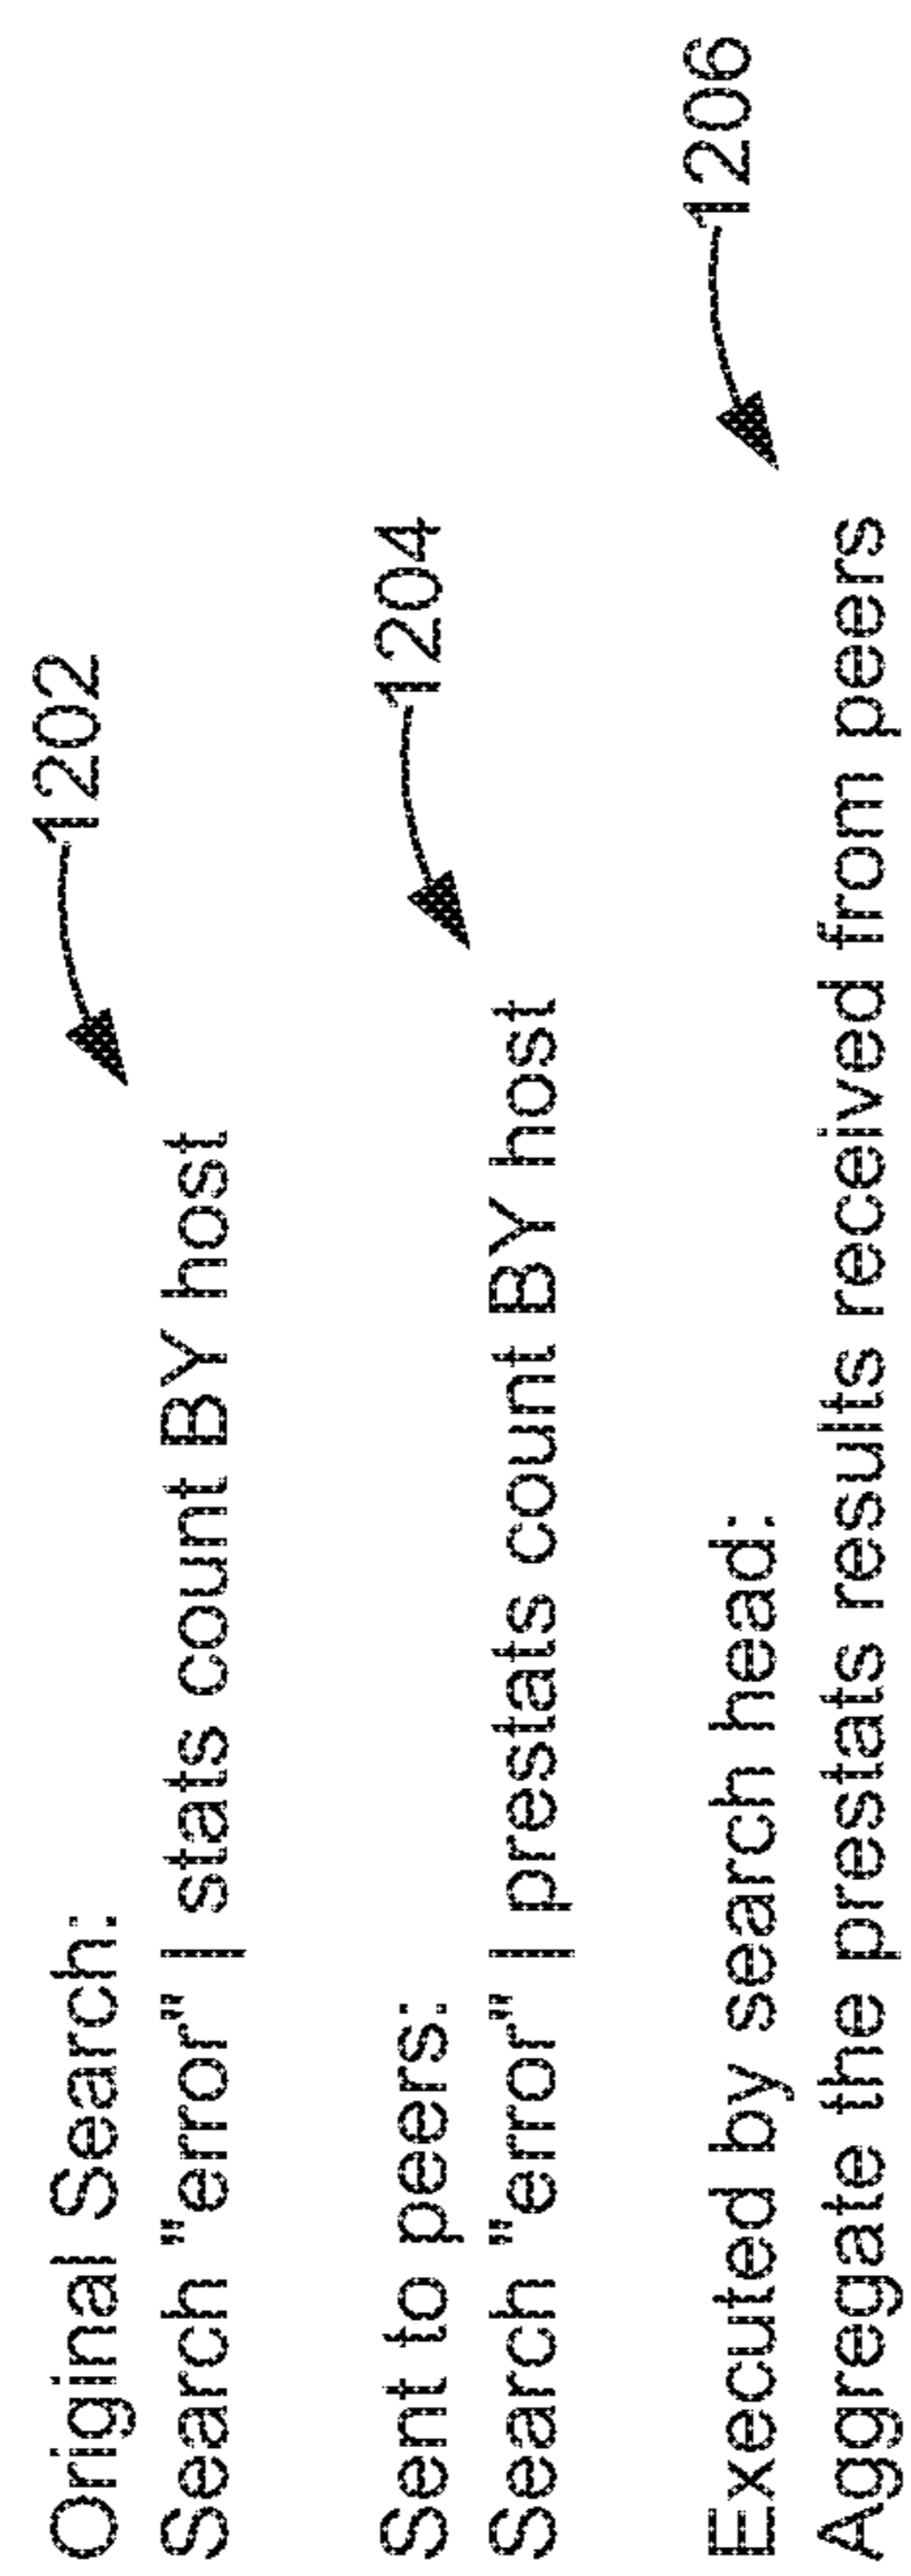 Original Search:
1202
Search "error" | stats count BY host
Sent to peers:
1204
Search "error" | prestats count BY host
Executed by search head:
1206
Aggregate the prestats results received from peers